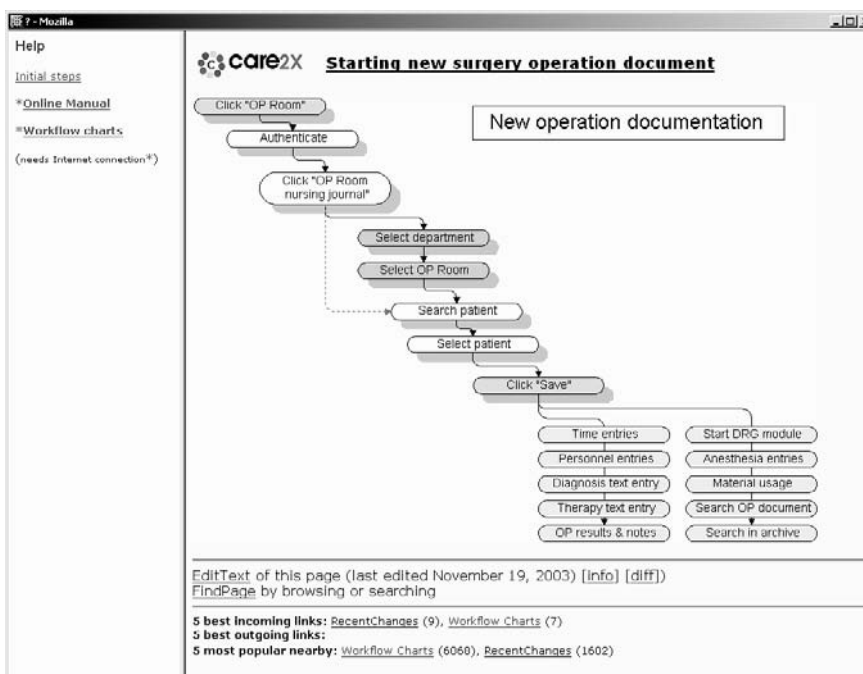 ? - Mozilla
Help
Initial steps
*Online Manual
*Workflow charts
(needs Internet connection*)
care2x Starting new surgery operation document
New operation documentation
Click "OP Room"
Authenticate
Click "OP Room
nursing journal"
Select department
Select OP Room
Search patient
Select patient
Click "Save"
Time entries
Personnel entries
Diagnosis text entry
Therapy text entry
OP results & notes
Start DRG module
Anesthesia entries
Material usage
Search OP document
Search in archive
EditText of this page (last edited November 19, 2003) [info] [diff])
FindPage by browsing or searching
5 best incoming links: RecentChanges (9), Workflow Charts (7)
5 best outgoing links:
5 most popular nearby: Workflow Charts (6068), RecentChanges (1602)